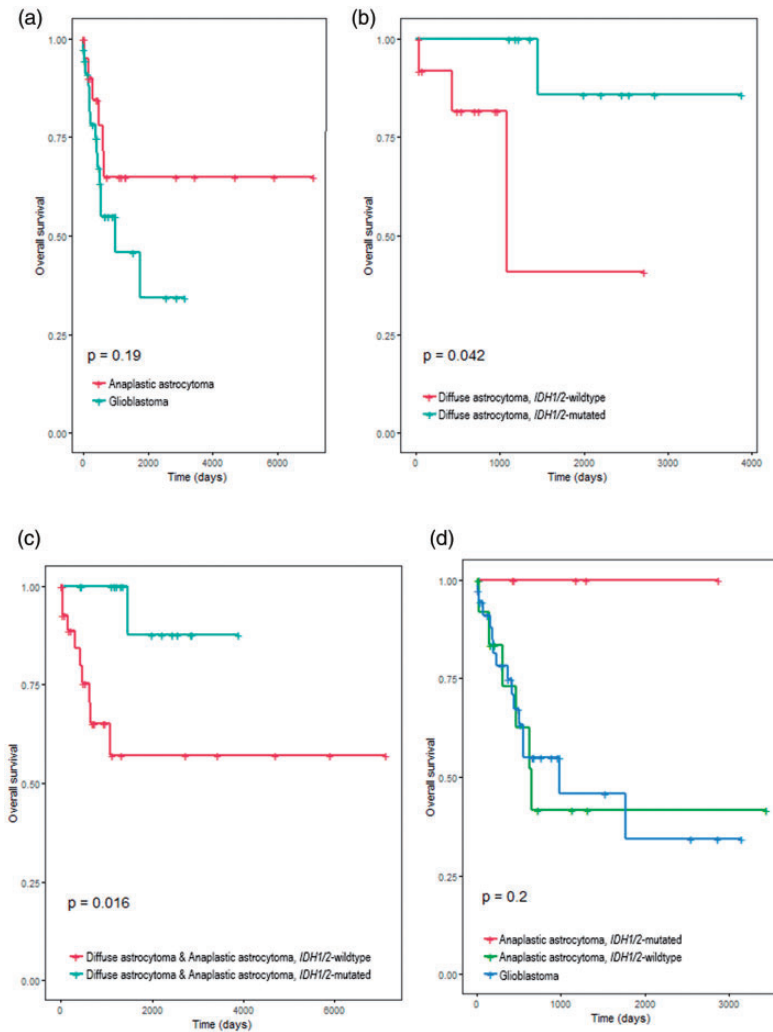 (a)
1.00
0.75
0.50
0.25
0.00
Overall survival
p = 0.19
Anaplastic astrocytoma
Glioblastoma
0 2000 4000 6000
Time (days)
(b)
1.00
0.75
0.50
0.25
0.00
Overall survival
p = 0.042
Diffuse astrocytoma, IDH1/2-wildtype
Diffuse astrocytoma, IDH1/2-mutated
0 1000 2000 3000 4000
Time (days)
(c)
1.00
0.75
0.50
0.25
0.00
Overall survival
p = 0.016
Diffuse astrocytoma & Anaplastic astrocytoma, IDH1/2-wildtype
Diffuse astrocytoma & Anaplastic astrocytoma, IDH1/2-mutated
0 2000 4000 6000
Time (days)
(d)
1.00
0.75
0.50
0.25
0.00
Overall survival
p = 0.2
Anaplastic astrocytoma, IDH1/2-mutated
Anaplastic astrocytoma, IDH1/2-wildtype
Glioblastoma
0 1000 2000 3000
Time (days)